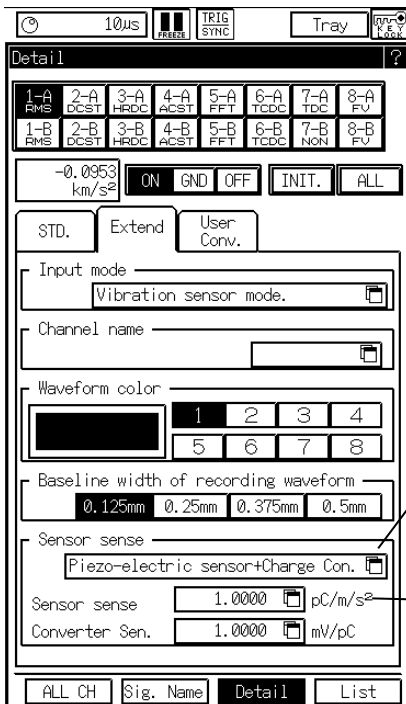 10µs FREEZE TRIG SYNC Tray KEY LOCK
Detail ?
1-A RMS 2-A DCST 3-A HRDC 4-A ACST 5-A FFT 6-A TCDC 7-A TDC 8-A FV
1-B RMS 2-B DCST 3-B HRDC 4-B ACST 5-B FFT 6-B TCDC 7-B NON 8-B FV
-0.0953 km/s² ON GND OFF INIT. ALL
STD. Extend User Conv.
Input mode
Vibration sensor mode.
Channel name
Waveform color
1 2 3 4
5 6 7 8
Baseline width of recording waveform
0.125mm 0.25mm 0.375mm 0.5mm
Sensor sense
Piezo-electric sensor+Charge Con.
Sensor sense 1.0000 pC/m/s²
Converter Sen. 1.0000 mV/pC
ALL CH Sig. Name Detail List